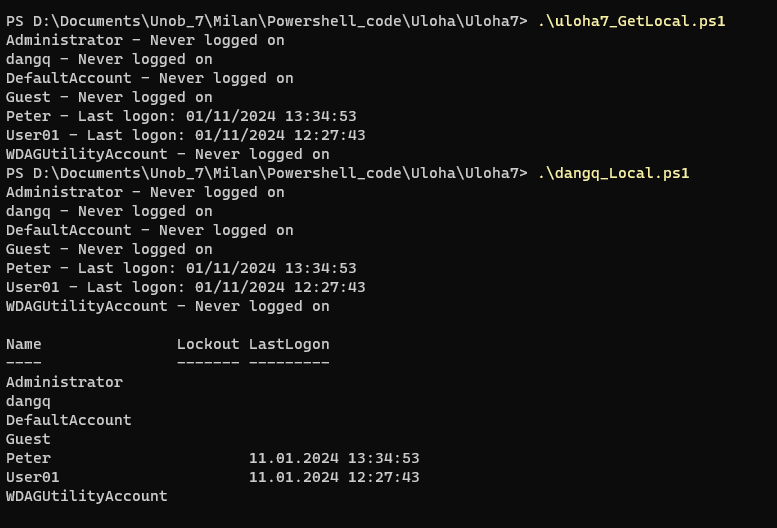 PS D:\Documents\Unob_7\Milan\Powershell_code\Uloha\Uloha7> .\uloha7_GetLocal.ps1
Administrator - Never logged on
dangq - Never logged on
DefaultAccount - Never logged on
Guest - Never logged on
Peter - Last logon: 01/11/2024 13:34:53
User01 - Last logon: 01/11/2024 12:27:43
WDAGUtilityAccount - Never logged on
PS D:\Documents\Unob_7\Milan\Powershell_code\Uloha\Uloha7> .\dangq_Local.ps1
Administrator - Never logged on
dangq - Never logged on
DefaultAccount - Never logged on
Guest - Never logged on
Peter - Last logon: 01/11/2024 13:34:53
User01 - Last logon: 01/11/2024 12:27:43
WDAGUtilityAccount - Never logged on
Name Lockout LastLogon
---- ------- ---------
Administrator
dangq
DefaultAccount
Guest
Peter 11.01.2024 13:34:53
User01 11.01.2024 12:27:43
WDAGUtilityAccount